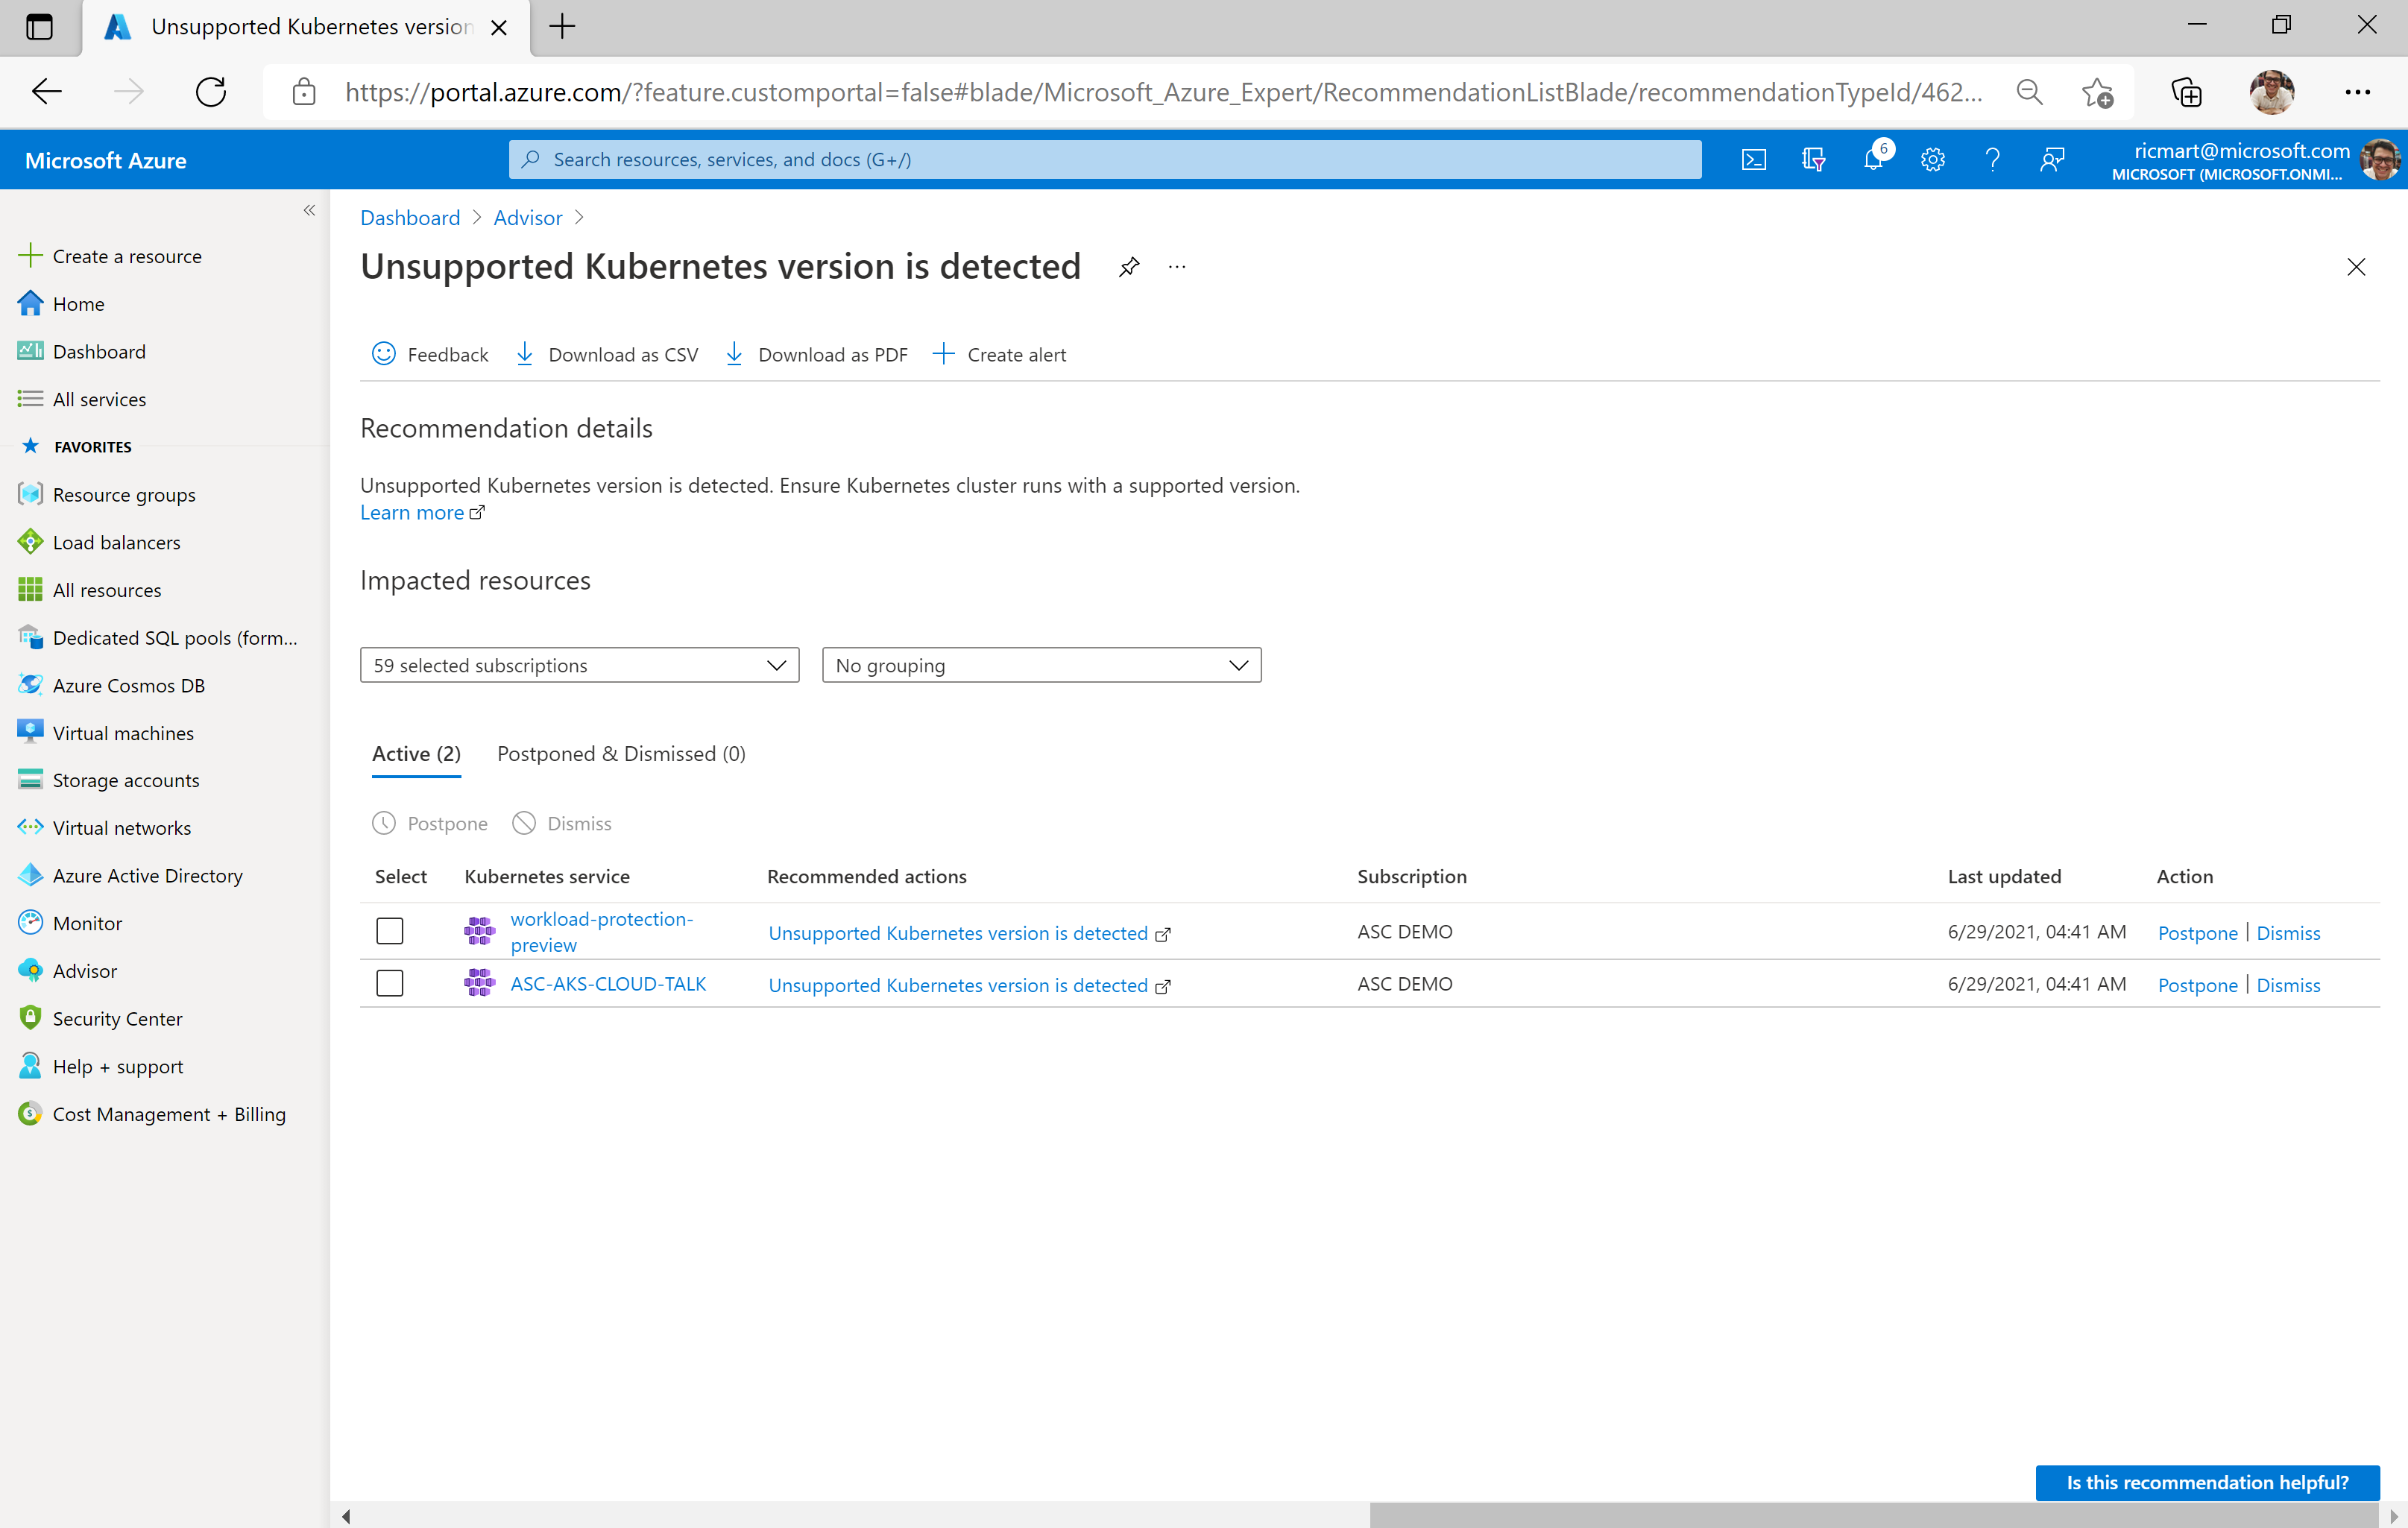 Unsupported Kubernetes version
https://portal.azure.com/?feature.customportal=false#blade/Microsoft_Azure_Expert/RecommendationListBlade/recommendationTypeId/462...
Microsoft Azure
Search resources, services, and docs (G+/)
6
ricmart@microsoft.com
MICROSOFT (MICROSOFT.ONMI...
Create a resource
Home
Dashboard
All services
FAVORITES
Resource groups
Load balancers
All resources
Dedicated SQL pools (form...
Azure Cosmos DB
Virtual machines
Storage accounts
Virtual networks
Azure Active Directory
Monitor
Advisor
Security Center
Help + support
Cost Management + Billing
Dashboard > Advisor >
Unsupported Kubernetes version is detected ...
Feedback Download as CSV Download as PDF Create alert
Recommendation details
Unsupported Kubernetes version is detected. Ensure Kubernetes cluster runs with a supported version.
Learn more
Impacted resources
59 selected subscriptions No grouping
Active (2) Postponed & Dismissed (0)
Postpone Dismiss
Select Kubernetes service Recommended actions Subscription Last updated Action
workload-protection-
preview Unsupported Kubernetes version is detected ASC DEMO 6/29/2021, 04:41 AM Postpone | Dismiss
ASC-AKS-CLOUD-TALK Unsupported Kubernetes version is detected ASC DEMO 6/29/2021, 04:41 AM Postpone | Dismiss
Is this recommendation helpful?